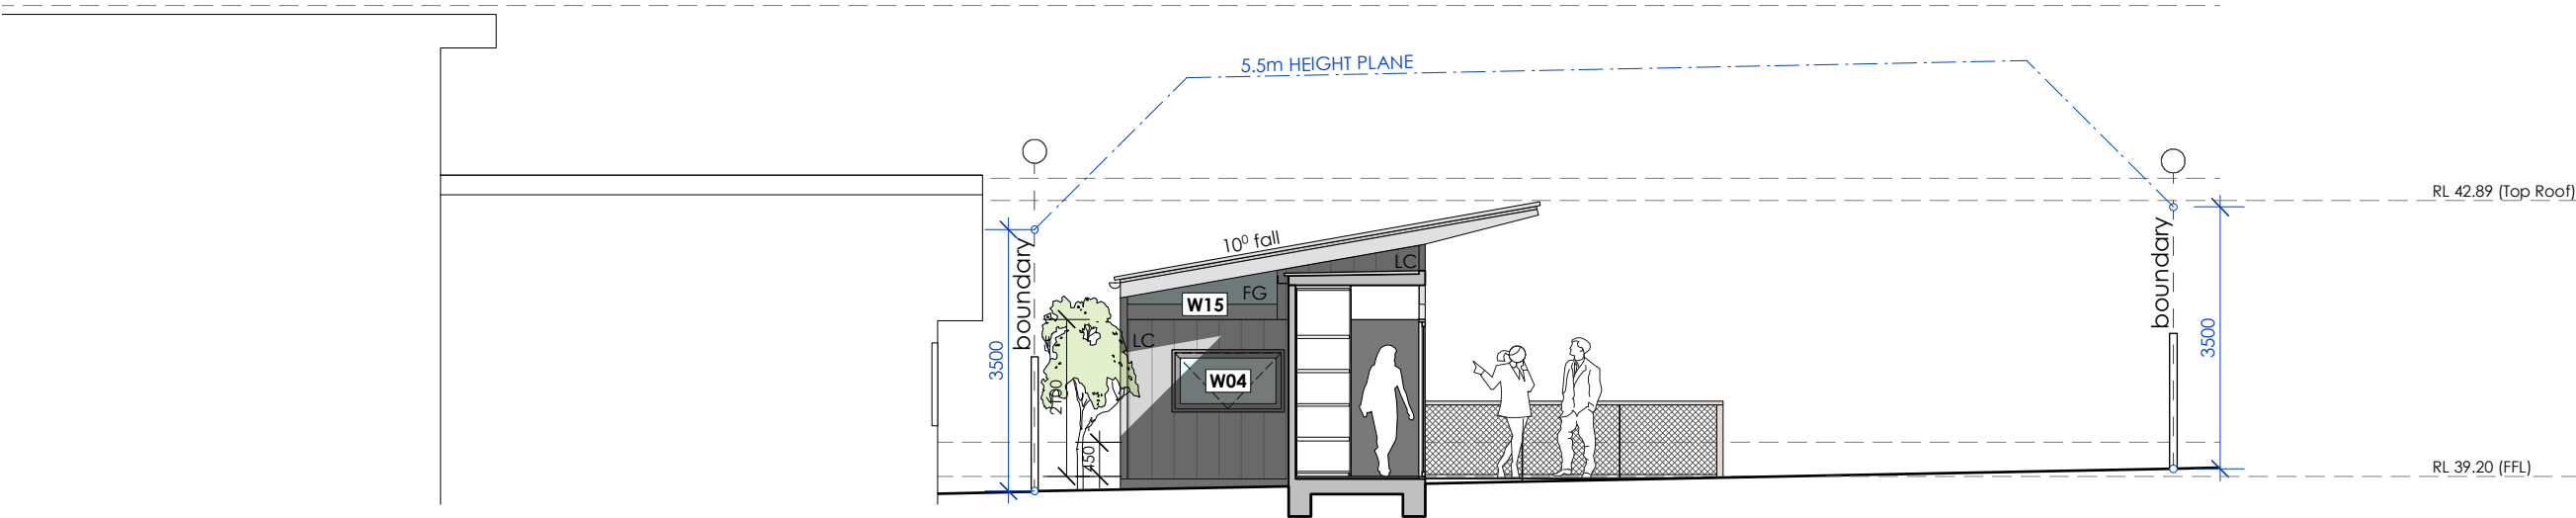 5.5m HEIGHT PLANE
RL 42.89 (Top Roof)
boundary
boundary
10⁰ fall
LC
FG
W15
LC
3500
3500
W04
2100
450
RL 39.20 (FFL)